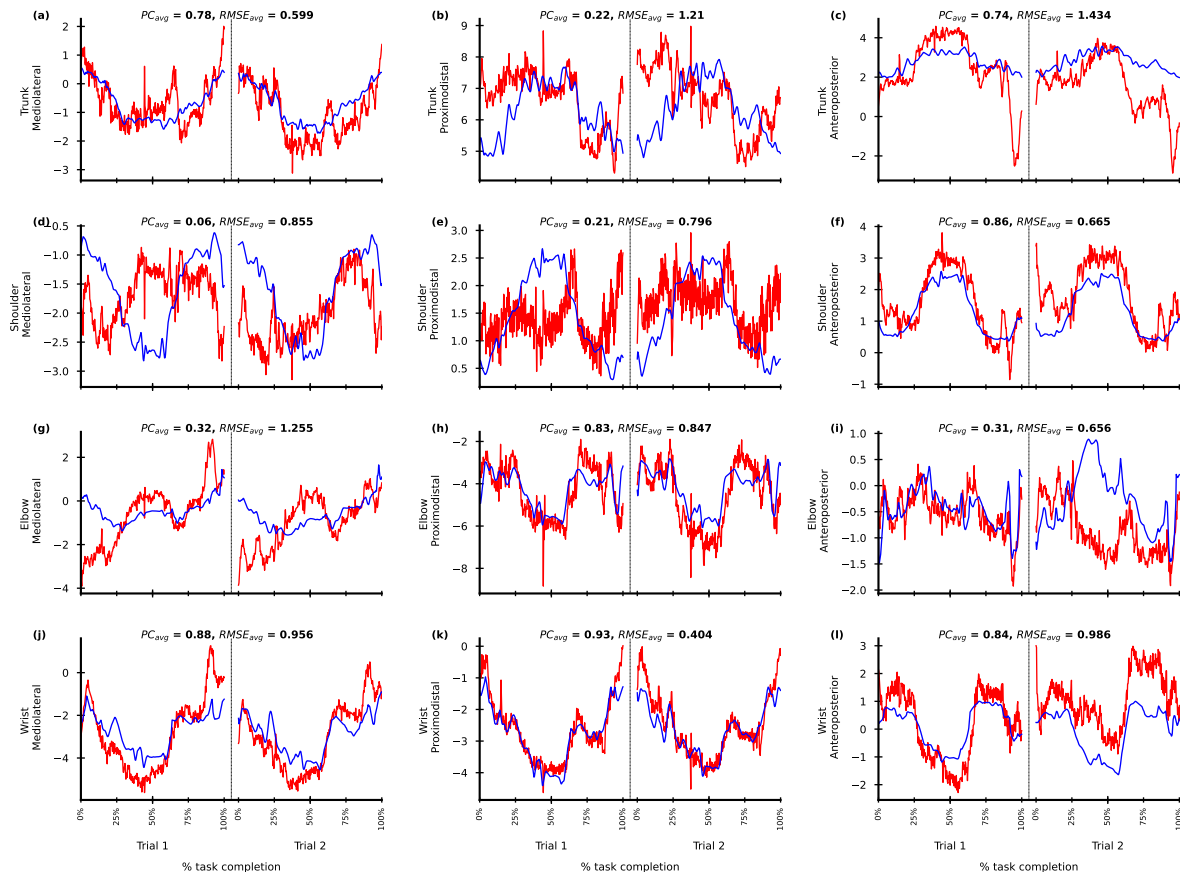 (a) PC_avg = 0.78, RMSE_avg = 0.599
Trunk
Mediolateral
2
1
0
−1
−2
−3
(b) PC_avg = 0.22, RMSE_avg = 1.21
Trunk
Proximodistal
9
8
7
6
5
(c) PC_avg = 0.74, RMSE_avg = 1.434
Trunk
Anteroposterior
4
2
0
−2
(d) PC_avg = 0.06, RMSE_avg = 0.855
Shoulder
Mediolateral
−0.5
−1.0
−1.5
−2.0
−2.5
−3.0
(e) PC_avg = 0.21, RMSE_avg = 0.796
Shoulder
Proximodistal
3.0
2.5
2.0
1.5
1.0
0.5
(f) PC_avg = 0.86, RMSE_avg = 0.665
Shoulder
Anteroposterior
4
3
2
1
0
−1
(g) PC_avg = 0.32, RMSE_avg = 1.255
Elbow
Mediolateral
2
0
−2
−4
(h) PC_avg = 0.83, RMSE_avg = 0.847
Elbow
Proximodistal
−2
−4
−6
−8
(i) PC_avg = 0.31, RMSE_avg = 0.656
Elbow
Anteroposterior
1.0
0.5
0.0
−0.5
−1.0
−1.5
−2.0
(j) PC_avg = 0.88, RMSE_avg = 0.956
Wrist
Mediolateral
0
−2
−4
0% 25% 50% 75% 100% 25% 50% 75% 100%
Trial 1 Trial 2
% task completion
(k) PC_avg = 0.93, RMSE_avg = 0.404
Wrist
Proximodistal
0
−1
−2
−3
−4
0% 25% 50% 75% 100% 25% 50% 75% 100%
Trial 1 Trial 2
% task completion
(l) PC_avg = 0.84, RMSE_avg = 0.986
Wrist
Anteroposterior
3
2
1
0
−1
−2
0% 25% 50% 75% 100% 25% 50% 75% 100%
Trial 1 Trial 2
% task completion